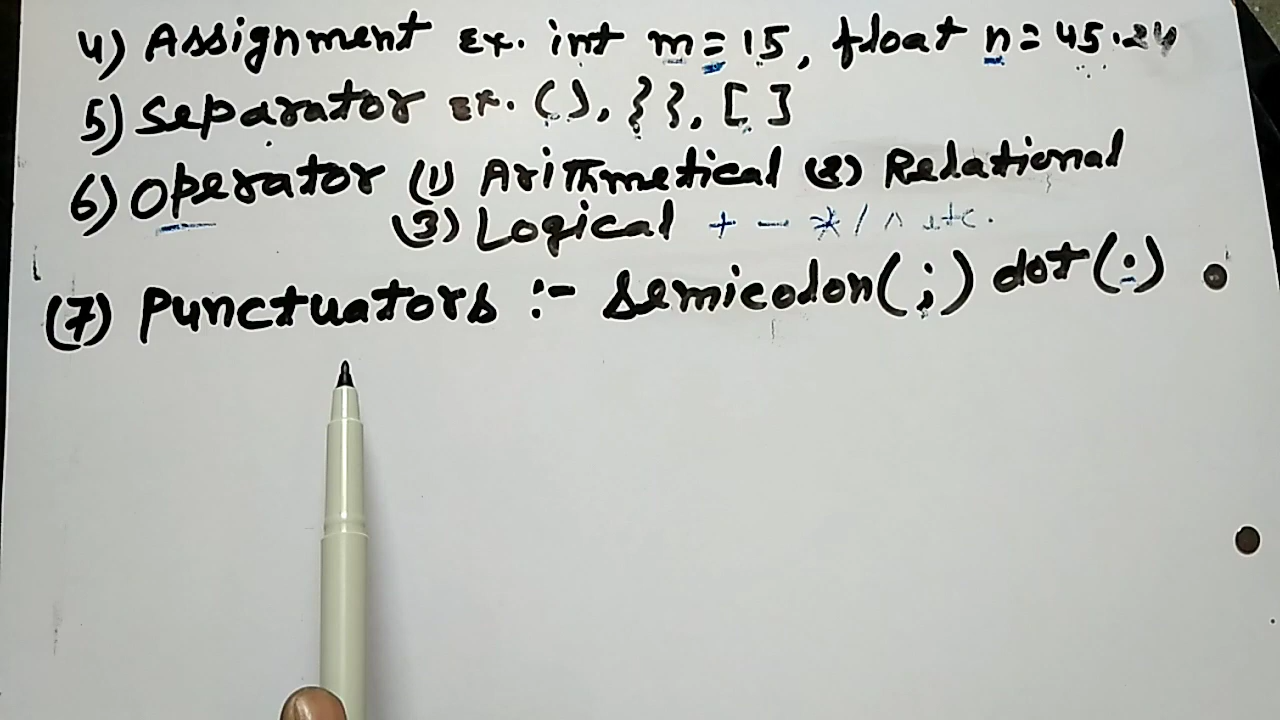 4) Assignment Ex. int m = 15, float n = 45.24
5) Separator Ex. ( ), { }, [ ]
6) Operator (1) Arithmetical (2) Relational
(3) Logical + - * / ^ etc.
(7) Punctuators :- Semicolon(;) dot(.)